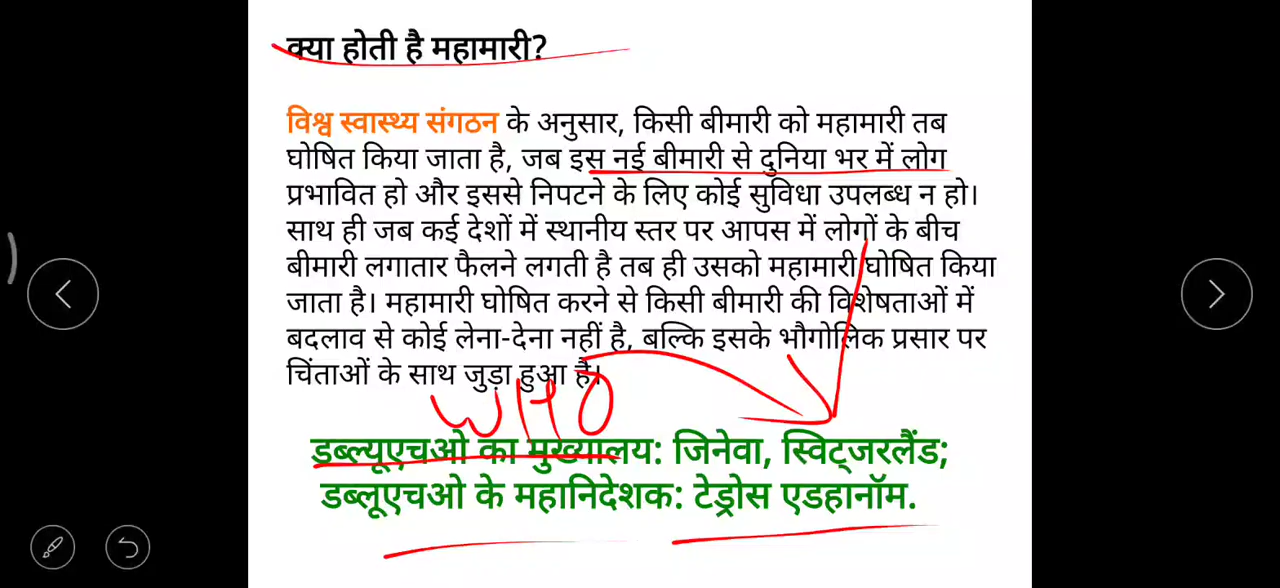 क्या होती है महामारी?
विश्व स्वास्थ्य संगठन के अनुसार, किसी बीमारी को महामारी तब
घोषित किया जाता है, जब इस नई बीमारी से दुनिया भर में लोग
प्रभावित हो और इससे निपटने के लिए कोई सुविधा उपलब्ध न हो।
साथ ही जब कई देशों में स्थानीय स्तर पर आपस में लोगों के बीच
बीमारी लगातार फैलने लगती है तब ही उसको महामारी घोषित किया
जाता है। महामारी घोषित करने से किसी बीमारी की विशेषताओं में
बदलाव से कोई लेना-देना नहीं है, बल्कि इसके भौगोलिक प्रसार पर
चिंताओं के साथ जुड़ा हुआ है।
WHO
डब्ल्यूएचओ का मुख्यालय: जिनेवा, स्विट्जरलैंड;
डब्लूएचओ के महानिदेशक: टेड्रोस एडहानॉम.